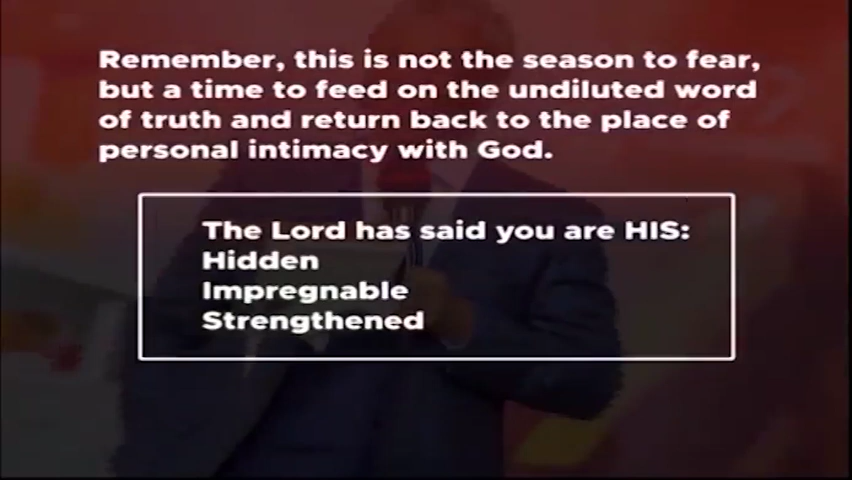 Remember, this is not the season to fear,
but a time to feed on the undiluted word
of truth and return back to the place of
personal intimacy with God.
The Lord has said you are HIS:
Hidden
Impregnable
Strengthened